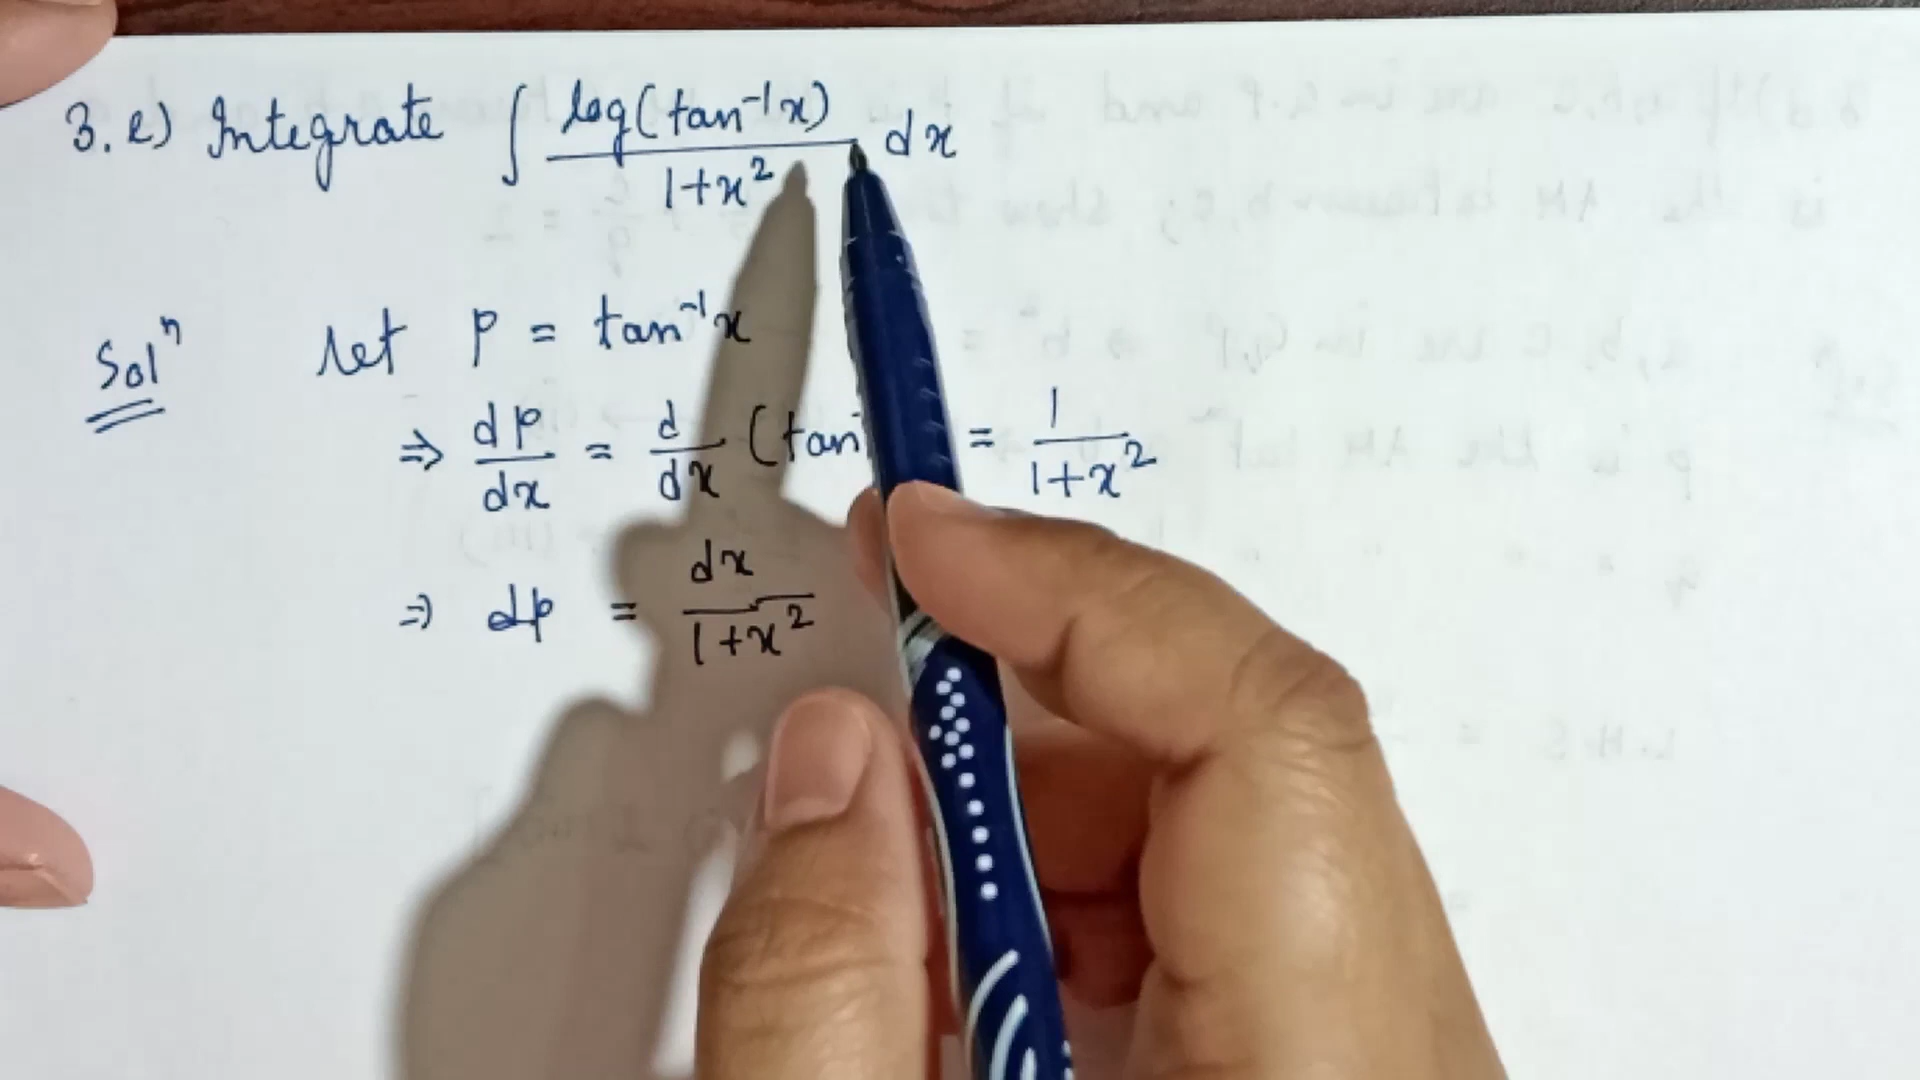 3. e) Integrate ∫ log(tan⁻¹x) / 1+x² dx
Solⁿ let p = tan⁻¹x
⇒ dp/dx = d/dx (tan = 1/1+x²
⇒ dp = dx/1+x²